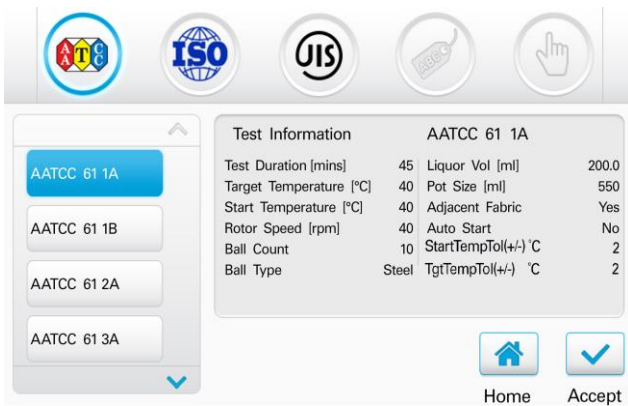 AATCC
ISO
JIS
ABC
AATCC 61 1A
AATCC 61 1B
AATCC 61 2A
AATCC 61 3A
Test Information AATCC 61 1A
Test Duration [mins] 45 Liquor Vol [ml] 200.0
Target Temperature [°C] 40 Pot Size [ml] 550
Start Temperature [°C] 40 Adjacent Fabric Yes
Rotor Speed [rpm] 40 Auto Start No
Ball Count 10 StartTempTol(+/-) °C 2
Ball Type Steel TgtTempTol(+/-) °C 2
Home Accept